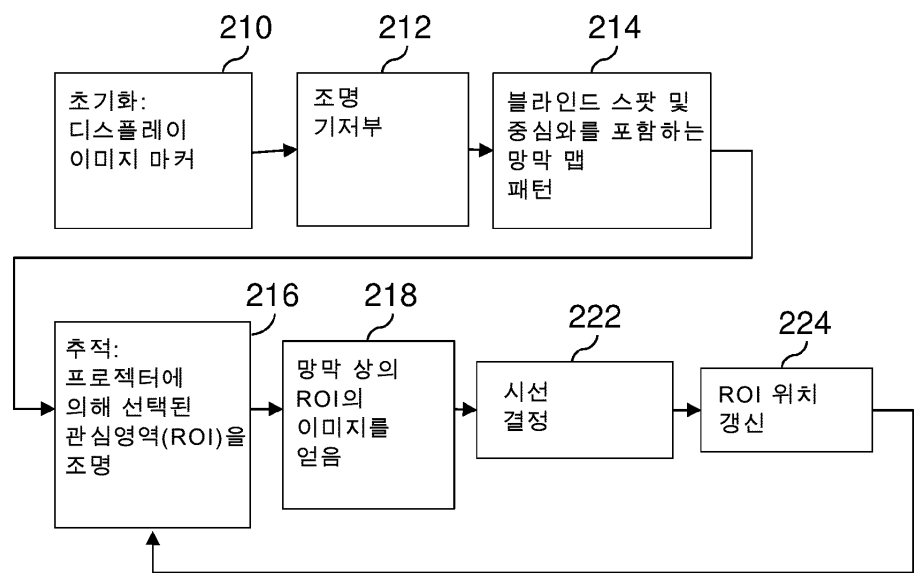 210
212
214
초기화:
디스플레이
이미지 마커
조명
기저부
블라인드 스팟 및
중심와를 포함하는
망막 맵
패턴
216
218
222
224
추적:
프로젝터에
의해 선택된
관심영역(ROI)을
조명
망막 상의
ROI의
이미지를
얻음
시선
결정
ROI 위치
갱신